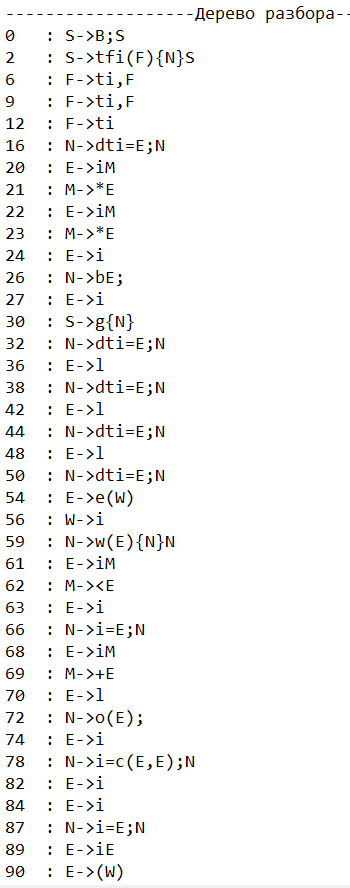 -------------------Дерево разбора--
0   : S->B;S
2   : S->tfi(F){N}S
6   : F->ti,F
9   : F->ti,F
12  : F->ti
16  : N->dti=E;N
20  : E->iM
21  : M->*E
22  : E->iM
23  : M->*E
24  : E->i
26  : N->bE;
27  : E->i
30  : S->g{N}
32  : N->dti=E;N
36  : E->l
38  : N->dti=E;N
42  : E->l
44  : N->dti=E;N
48  : E->l
50  : N->dti=E;N
54  : E->e(W)
56  : W->i
59  : N->w(E){N}N
61  : E->iM
62  : M-><E
63  : E->i
66  : N->i=E;N
68  : E->iM
69  : M->+E
70  : E->l
72  : N->o(E);
74  : E->i
78  : N->i=c(E,E);N
82  : E->i
84  : E->i
87  : N->i=E;N
89  : E->iE
90  : E->(W)